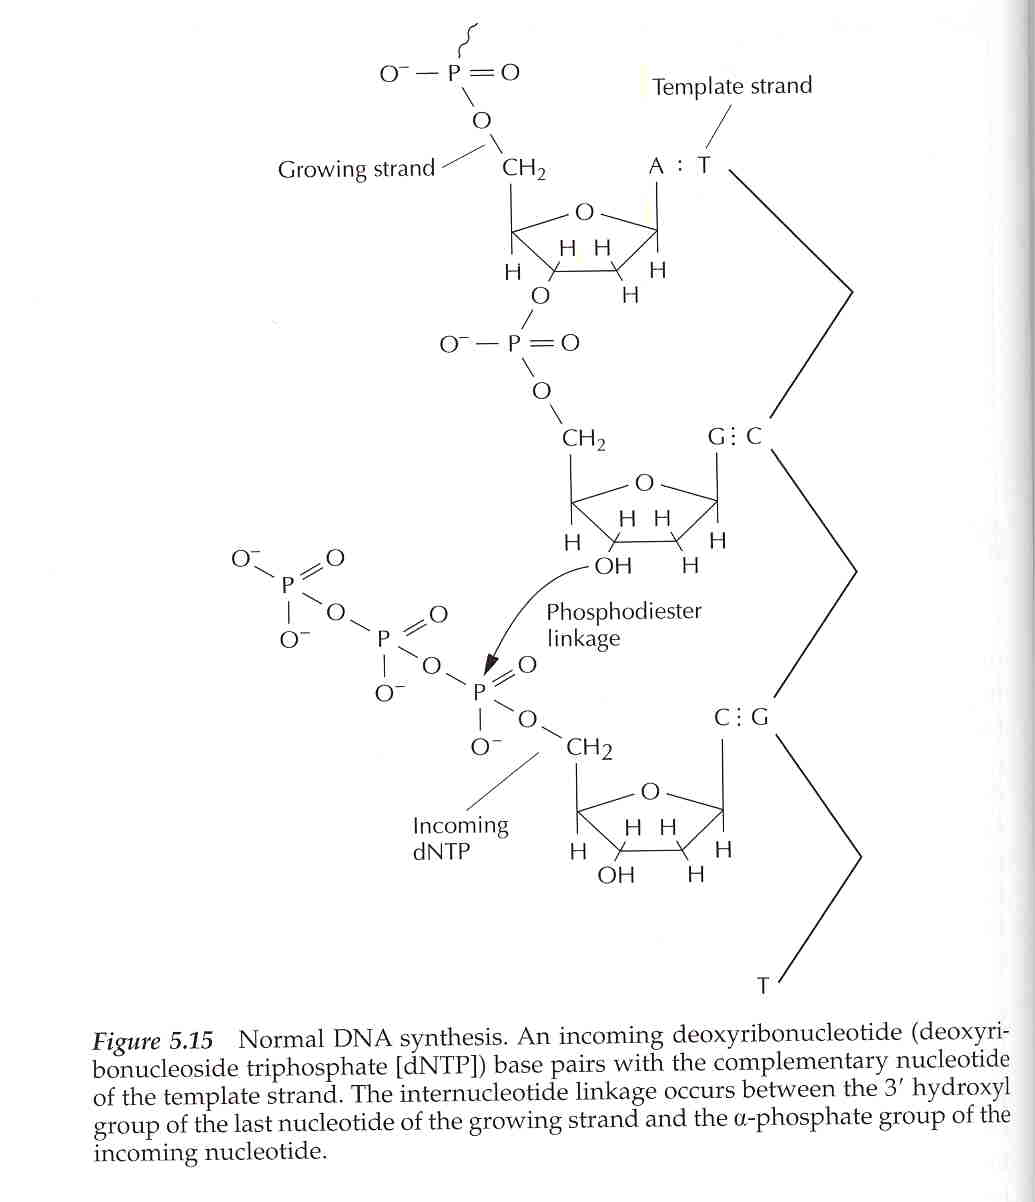 O⁻ — P = O
Template strand
O
Growing strand
CH₂
A : T
O
H H
H
H
O
H
O⁻ — P = O
O
CH₂
G⋮C
O
H H
H
H
O⁻
O
OH
H
P
O
O
Phosphodiester
O⁻
P
linkage
O
O
O⁻
P
O
C⋮G
O⁻
CH₂
O
Incoming
H H
dNTP
H
H
OH
H
T
Figure 5.15 Normal DNA synthesis. An incoming deoxyribonucleotide (deoxyri-
bonucleoside triphosphate [dNTP]) base pairs with the complementary nucleotide
of the template strand. The internucleotide linkage occurs between the 3′ hydroxyl
group of the last nucleotide of the growing strand and the α-phosphate group of the
incoming nucleotide.